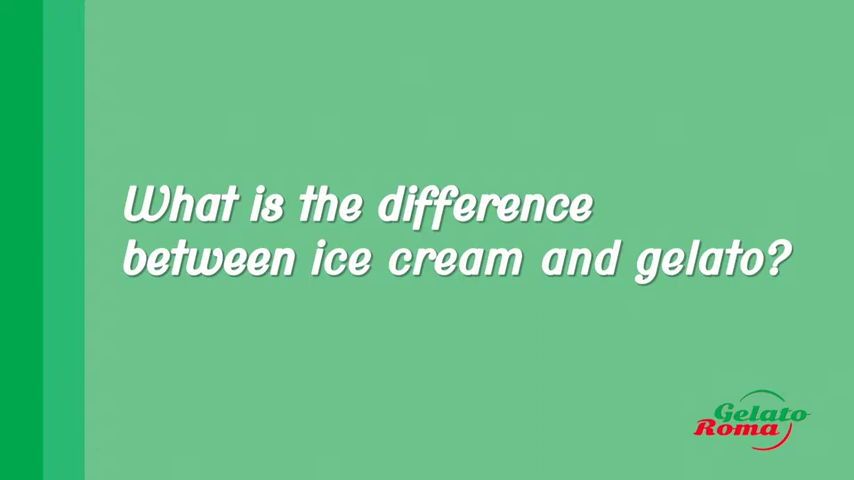 What is the difference
between ice cream and gelato?
Gelato
Roma